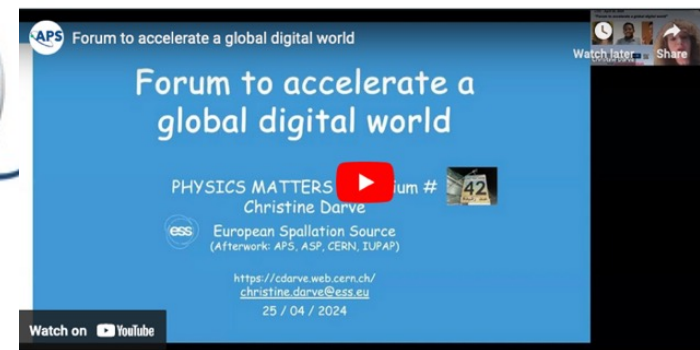 APS
Forum to accelerate a global digital world
Watch later
Share
Forum to accelerate a
global digital world
PHYSICS MATTERS ium # 42
Christine Darve
ess
European Spallation Source
(Afterwork: APS, ASP, CERN, IUPAP)
https://cdarve.web.cern.ch/
christine.darve@ess.eu
25 / 04 / 2024
Watch on YouTube